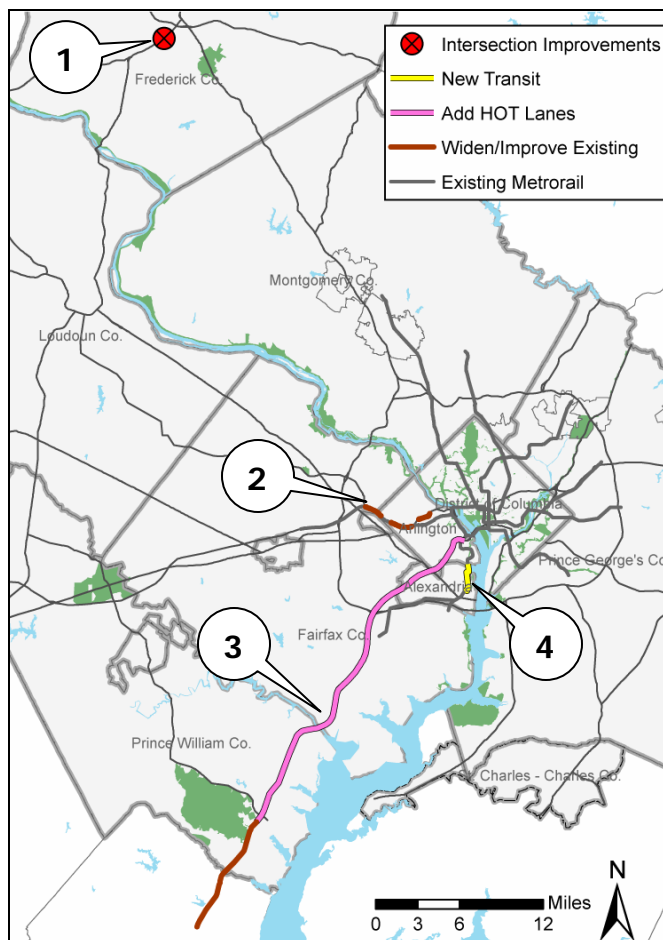 1
Intersection Improvements
Frederick Co.
New Transit
Add HOT Lanes
Widen/Improve Existing
Existing Metrorail
Montgomery Co.
Loudoun Co.
2
District of Columbia
Arlington
Prince George's Co
Alexandria
3
Fairfax Co.
4
Prince William Co.
St. Charles - Charles Co.
N
Miles
0 3 6 12